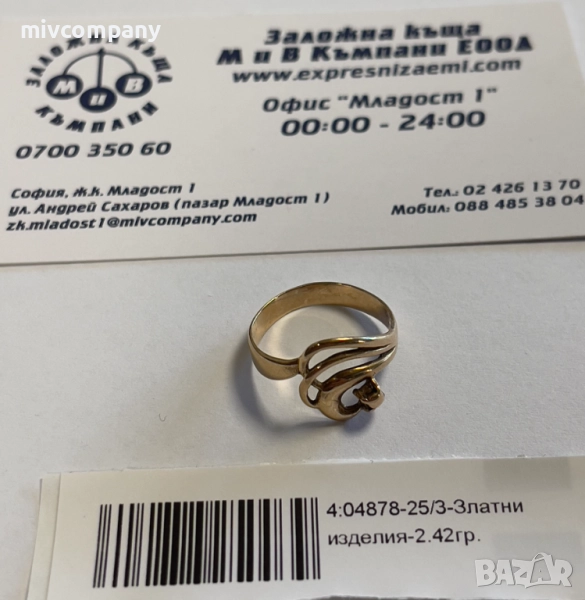 mivcompany
ЗАЛОЖНА КЪЩА
М и В
КЪМПАНИ
0700 350 60
Заложна къща
М и В Къмпани ЕООД
www.expresnizaemi.com
Офис "Младост 1"
00:00 - 24:00
София, ж.к. Младост 1
ул. Андрей Сахаров (пазар Младост 1)
zk.mladost1@mivcompany.com
Тел.: 02 426 13 70
Мобил.: 088 485 38 04
4:04878-25/3-Златни
изделия-2.42гр.
BAZAR